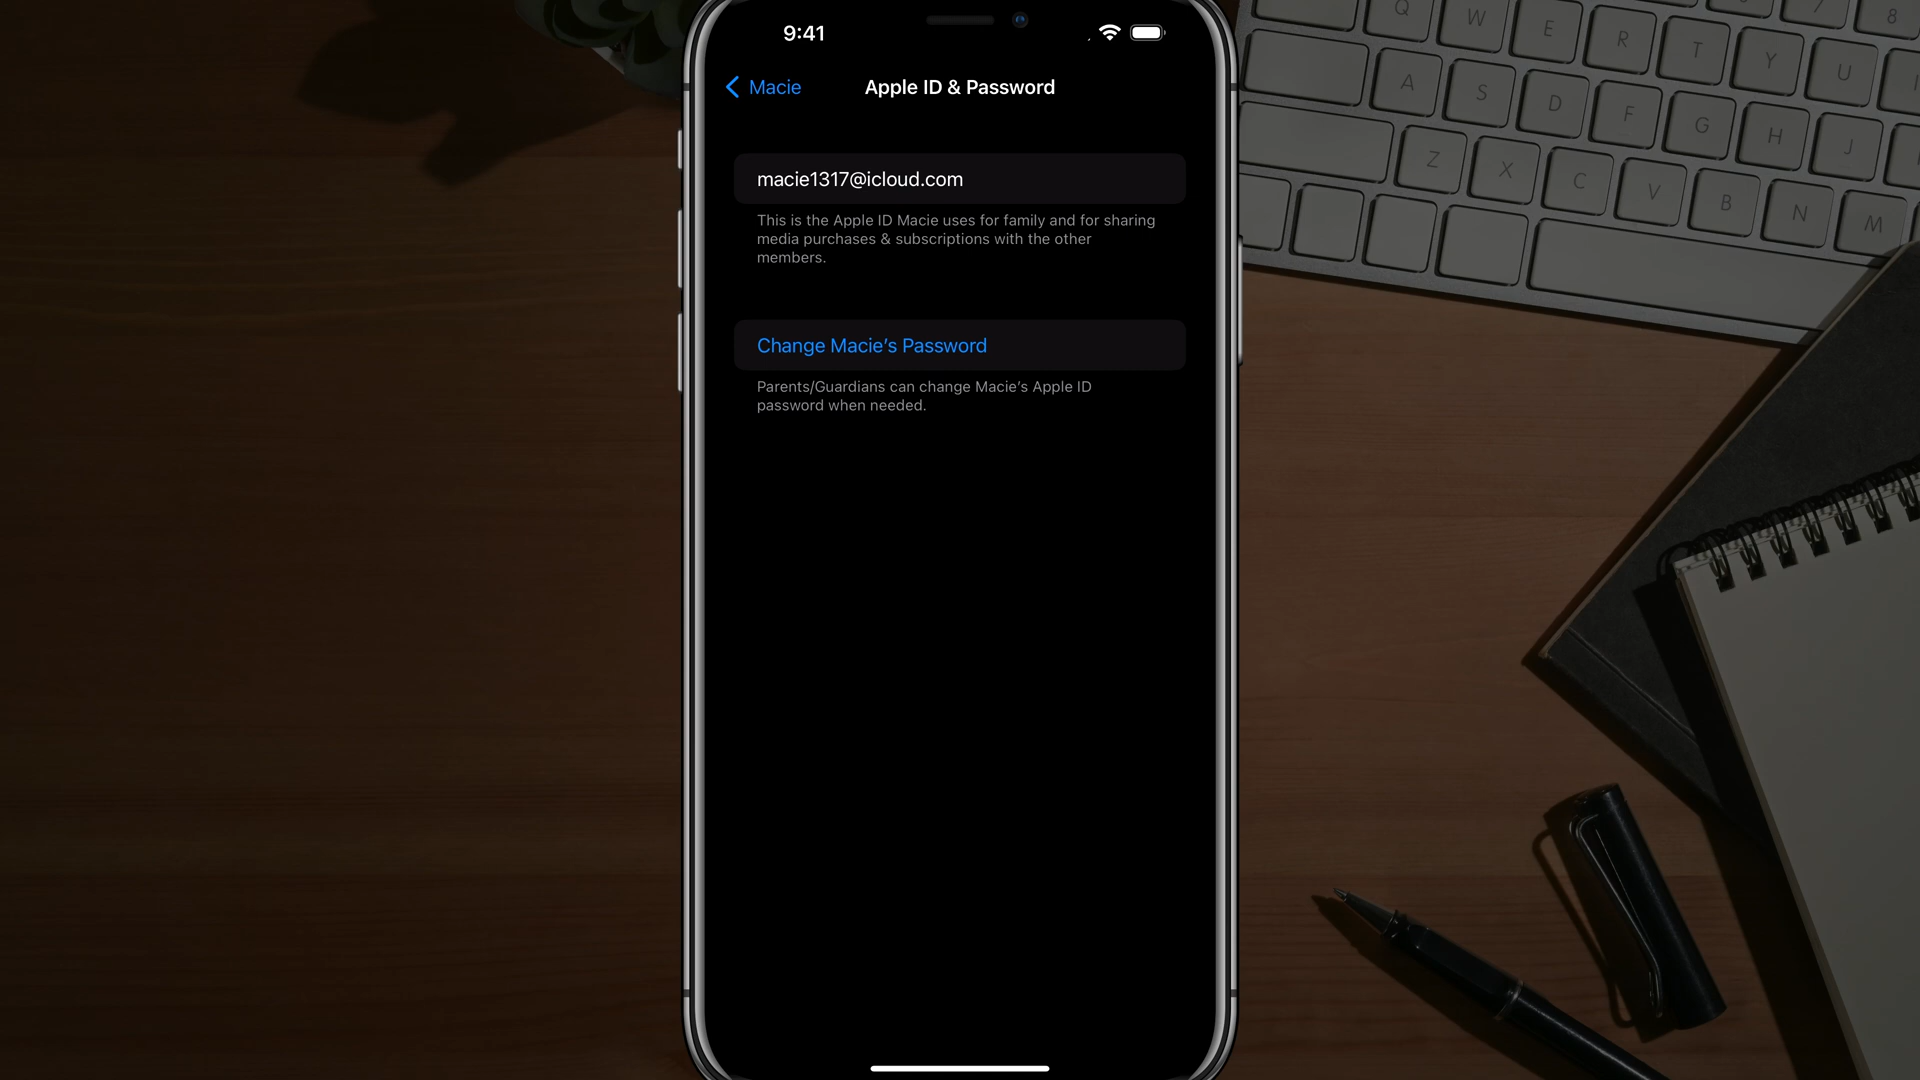 9:41
Macie
Apple ID & Password
macie1317@icloud.com
This is the Apple ID Macie uses for family and for sharing
media purchases & subscriptions with the other
members.
Change Macie’s Password
Parents/Guardians can change Macie’s Apple ID
password when needed.
Q W E R T Y U
A S D F G H J
Z X C V B N M
7 8